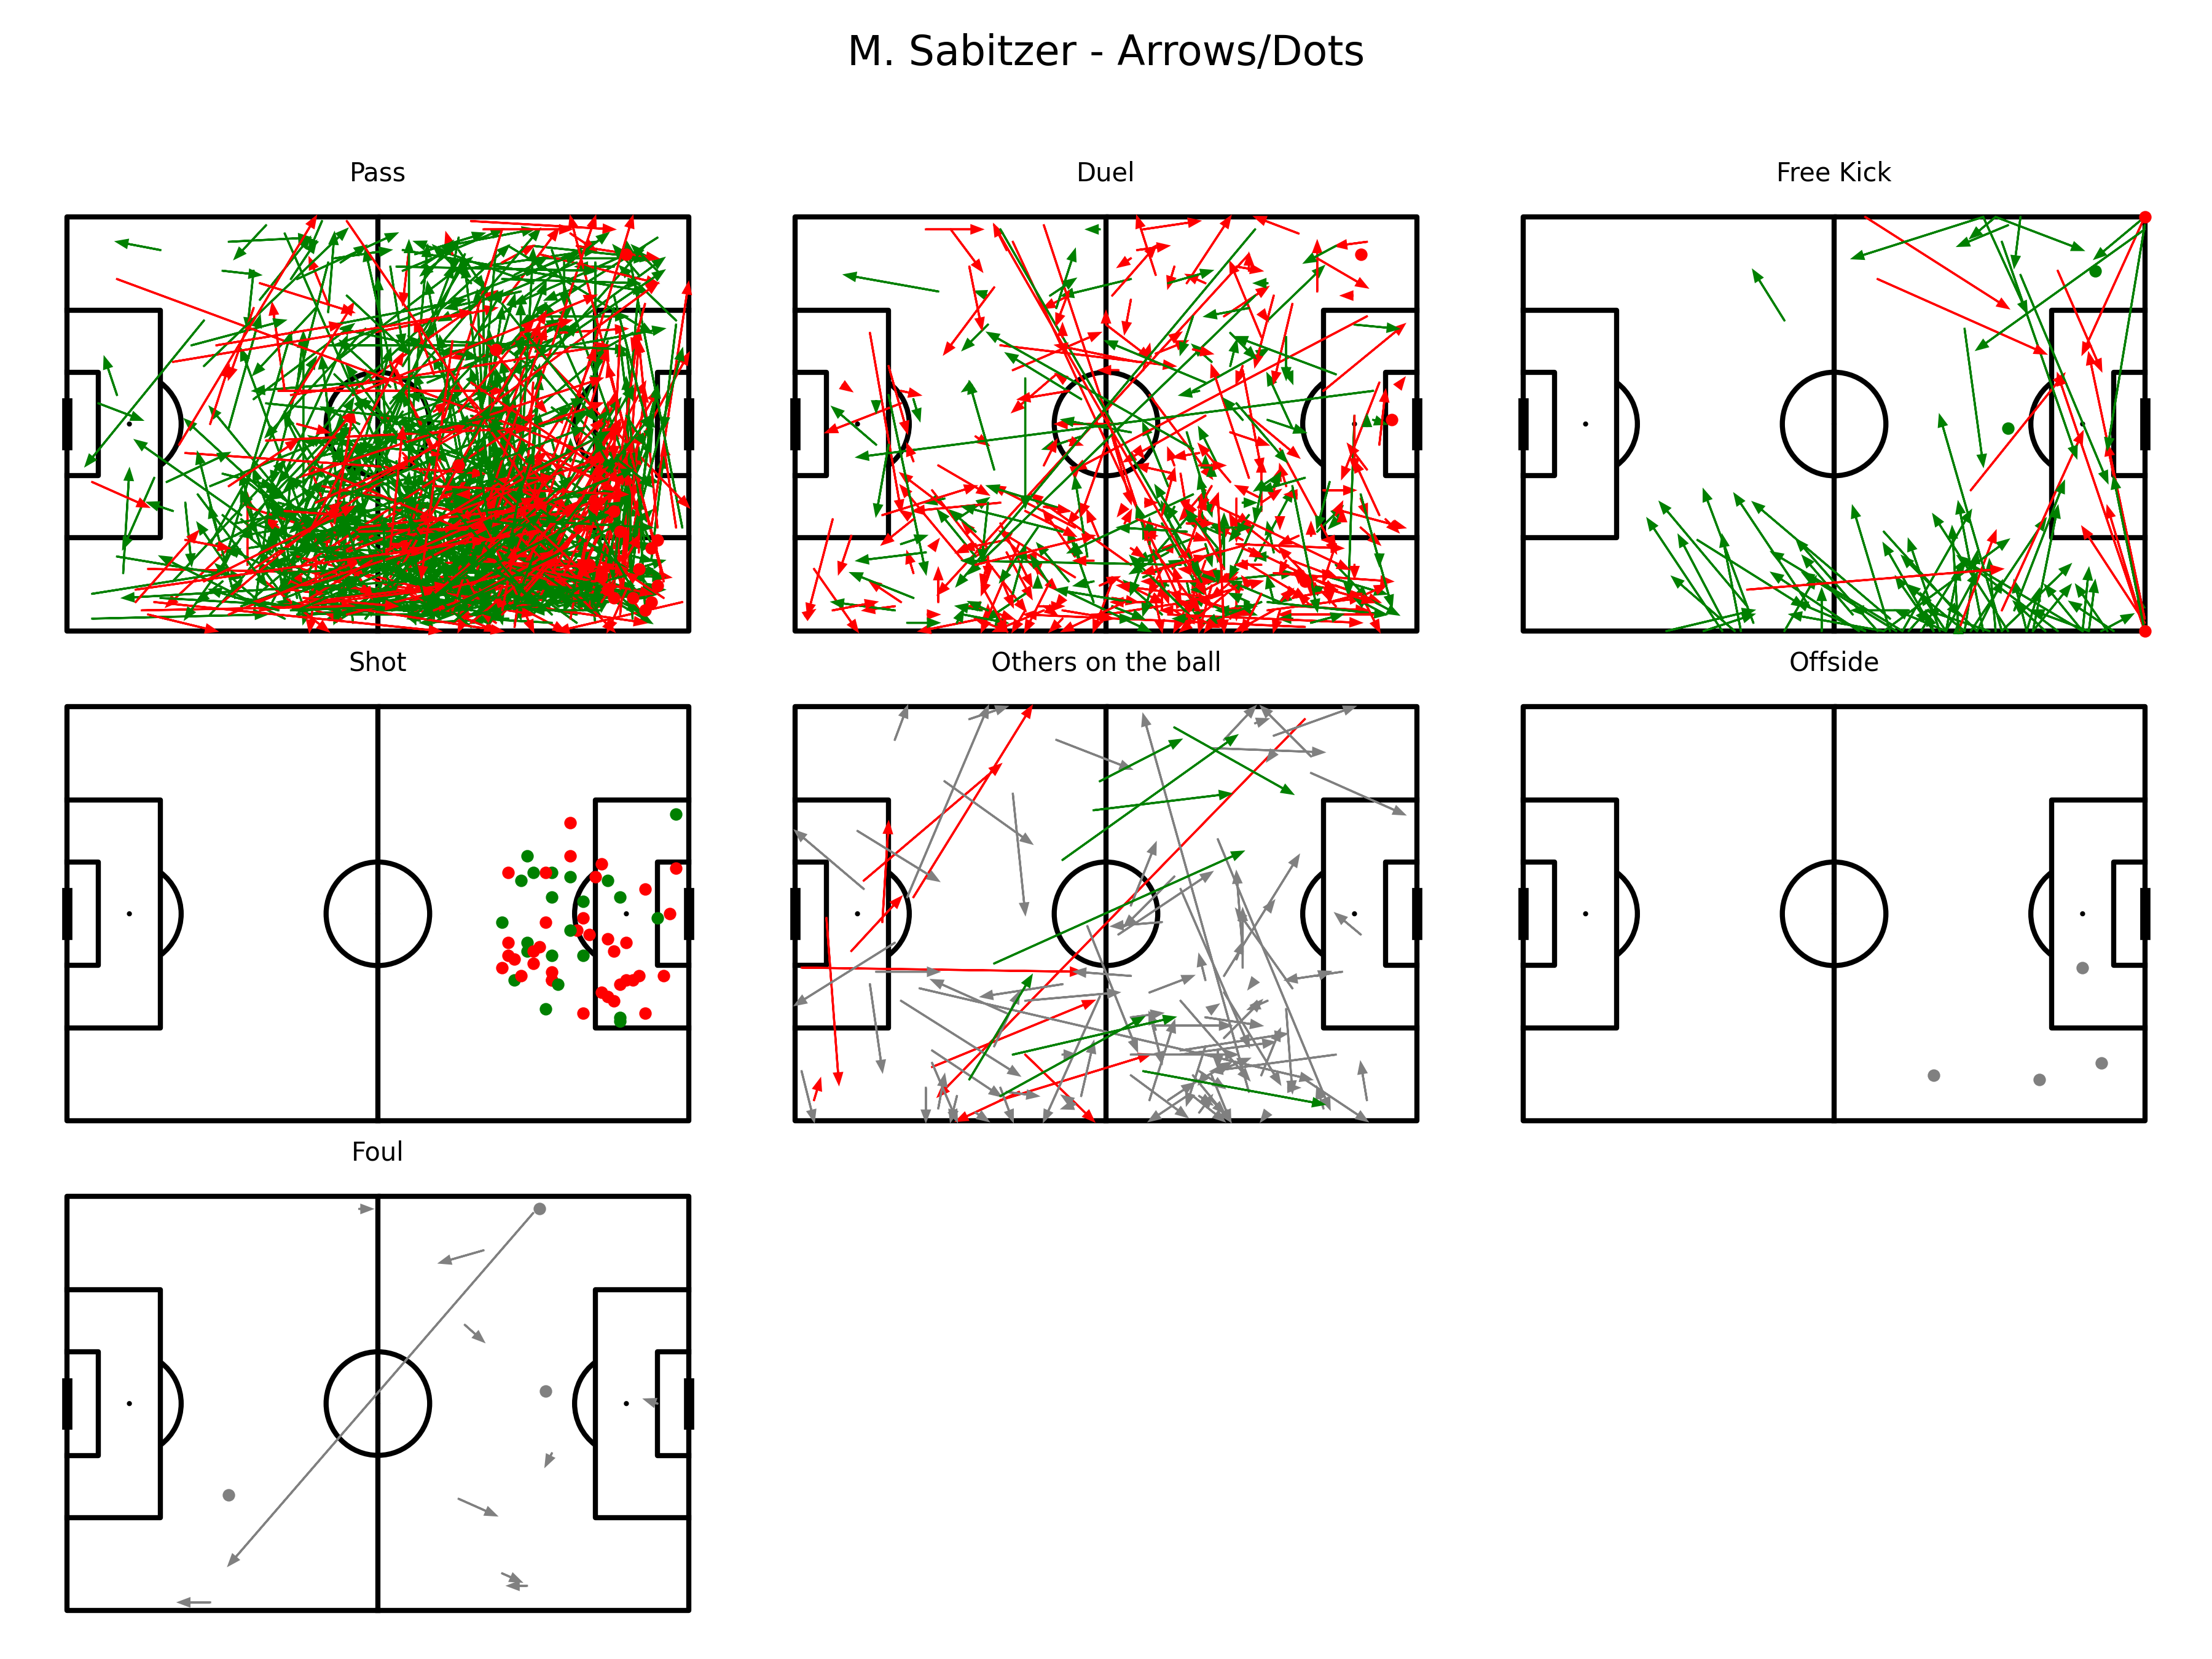 M. Sabitzer - Arrows/Dots
Pass
Duel
Free Kick
Shot
Others on the ball
Offside
Foul